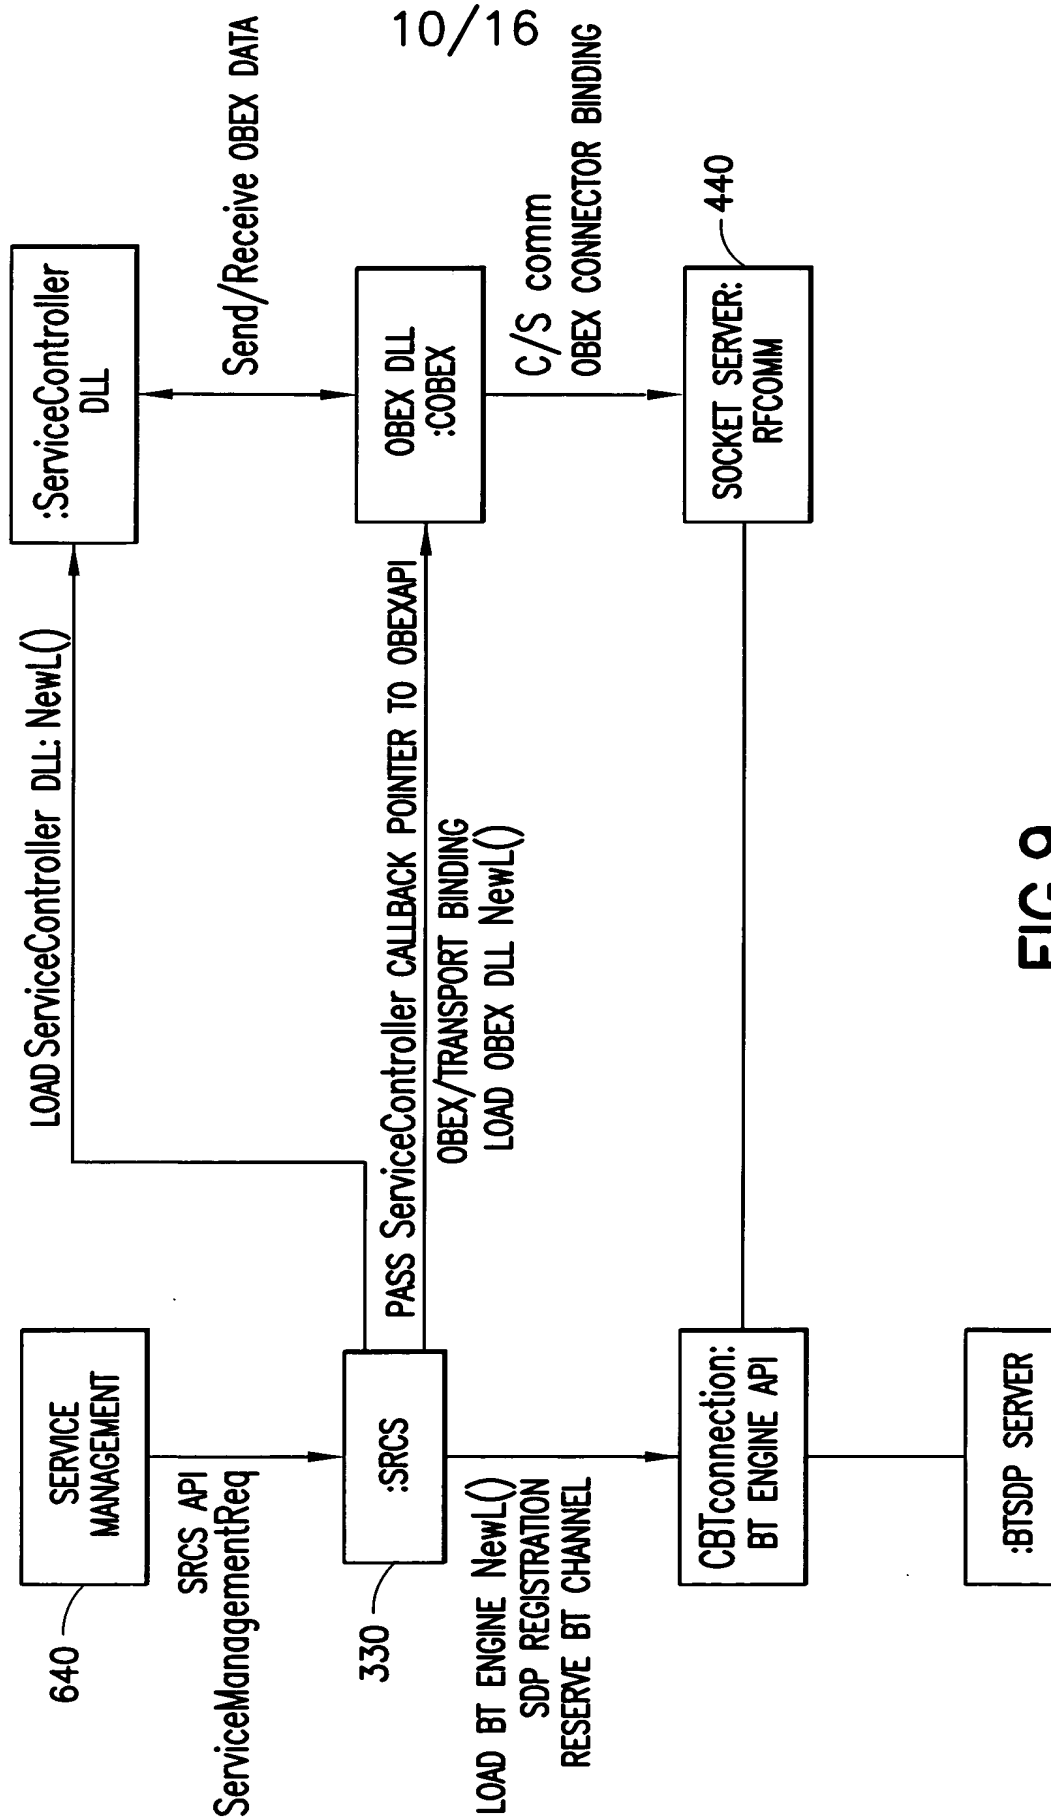 10/16
SERVICE
MANAGEMENT
640
SRCS API
ServiceManagementReq
:SRCS
330
LOAD BT ENGINE NewL()
SDP REGISTRATION
RESERVE BT CHANNEL
CBTconnection:
BT ENGINE API
:BTSDP SERVER
LOAD ServiceController DLL: NewL()
PASS ServiceController CALLBACK POINTER TO OBEXAPI
OBEX/TRANSPORT BINDING
LOAD OBEX DLL NewL()
:ServiceController
DLL
Send/Receive OBEX DATA
OBEX DLL
:COBEX
C/S comm
OBEX CONNECTOR BINDING
SOCKET SERVER:
RFCOMM
440
FIG.9